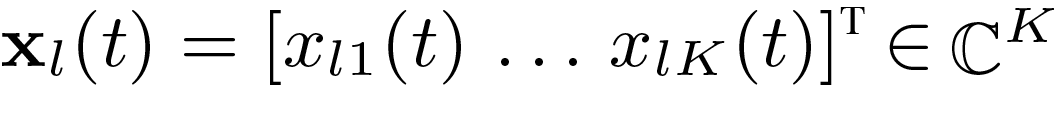 𝐱_l(t) = [x_{l1}(t) … x_{lK}(t)]^T ∈ ℂ^K